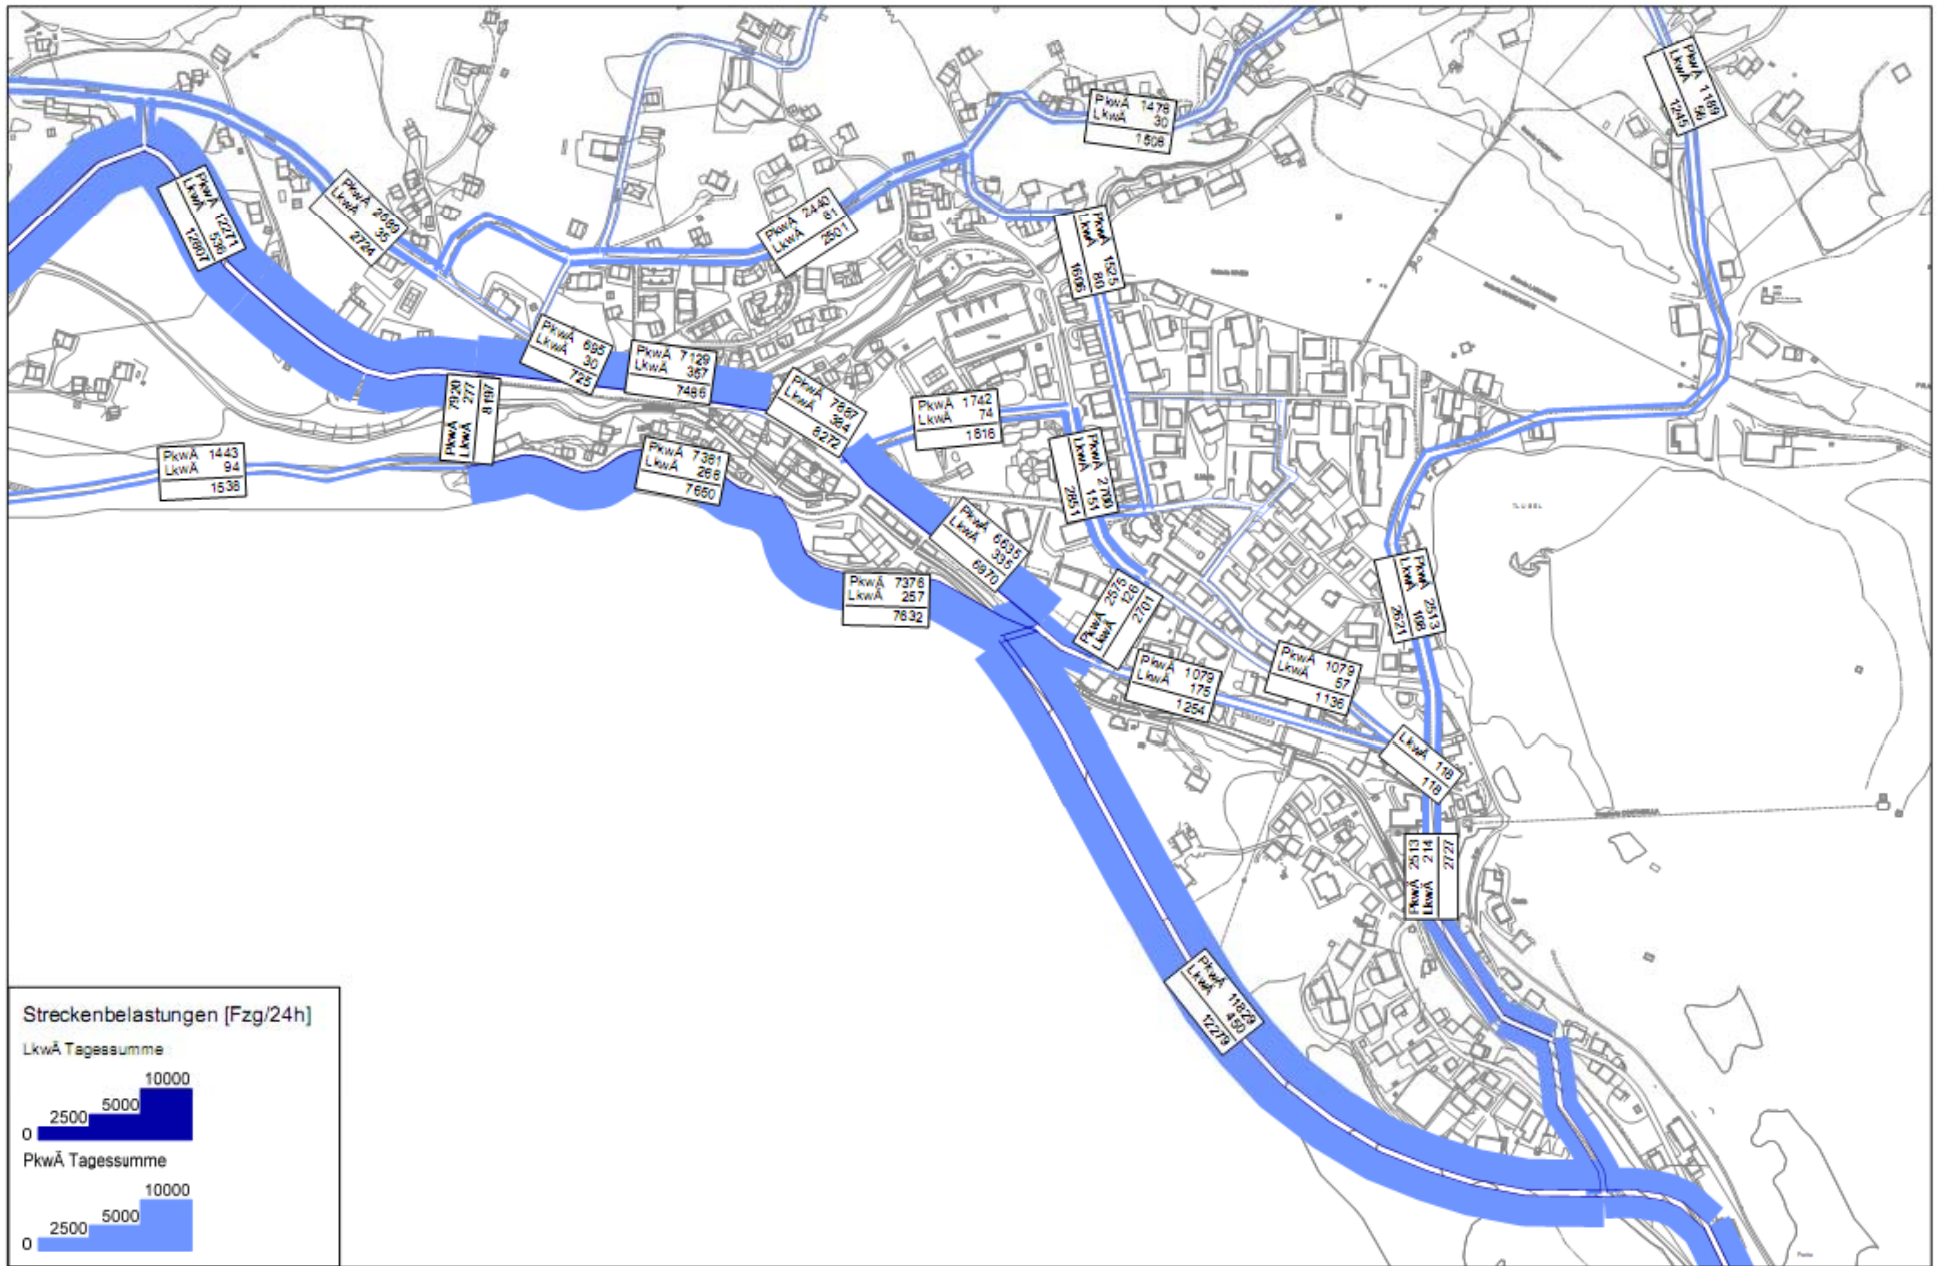 PkwÄ 1189
LkwÄ 56
1245
PkwÄ 1478
LkwÄ 30
1508
PkwÄ 12271
LkwÄ 536
12807
PkwÄ 2689
LkwÄ 35
2724
PkwÄ 2440
LkwÄ 61
2501
PkwÄ 1525
LkwÄ 80
1606
PkwÄ 695
LkwÄ 30
725
PkwÄ 7129
LkwÄ 357
7486
PkwÄ 7887
LkwÄ 384
8272
PkwÄ 7920
LkwÄ 277
8197
PkwÄ 1742
LkwÄ 74
1816
PkwÄ 1443
LkwÄ 94
1538
PkwÄ 7381
LkwÄ 268
7650
PkwÄ 2700
LkwÄ 151
2851
PkwÄ 6635
LkwÄ 335
6970
PkwÄ 7376
LkwÄ 257
7632
PkwÄ 2575
LkwÄ 126
2701
PkwÄ 2513
LkwÄ 108
2621
PkwÄ 1079
LkwÄ 175
1254
PkwÄ 1079
LkwÄ 57
1136
LkwÄ 118
118
PkwÄ 2513
LkwÄ 214
2727
PkwÄ 11829
LkwÄ 450
12279
Streckenbelastungen [Fzg/24h]
LkwÄ Tagessumme
10000
5000
2500
0
PkwÄ Tagessumme
10000
5000
2500
0